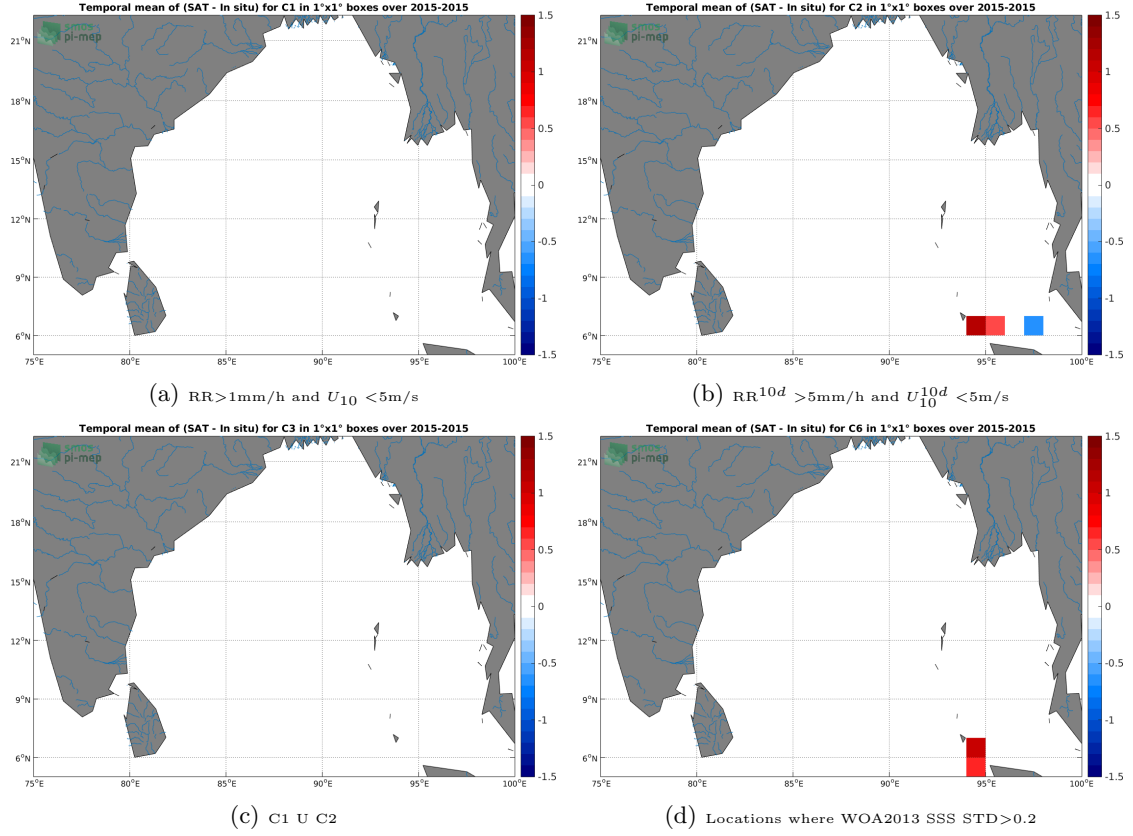 Temporal mean of (SAT - In situ) for C1 in 1°x1° boxes over 2015-2015
smos
pi-mep
21°N
18°N
15°N
12°N
9°N
6°N
75°E 80°E 85°E 90°E 95°E 100°E
1.5
1
0.5
0
-0.5
-1
-1.5
(a) RR>1mm/h and U10 <5m/s
Temporal mean of (SAT - In situ) for C2 in 1°x1° boxes over 2015-2015
smos
pi-mep
21°N
18°N
15°N
12°N
9°N
6°N
75°E 80°E 85°E 90°E 95°E 100°E
1.5
1
0.5
0
-0.5
-1
-1.5
(b) RR10d >5mm/h and U10 10d <5m/s
Temporal mean of (SAT - In situ) for C3 in 1°x1° boxes over 2015-2015
smos
pi-mep
21°N
18°N
15°N
12°N
9°N
6°N
75°E 80°E 85°E 90°E 95°E 100°E
1.5
1
0.5
0
-0.5
-1
-1.5
(c) C1 U C2
Temporal mean of (SAT - In situ) for C6 in 1°x1° boxes over 2015-2015
smos
pi-mep
21°N
18°N
15°N
12°N
9°N
6°N
75°E 80°E 85°E 90°E 95°E 100°E
1.5
1
0.5
0
-0.5
-1
-1.5
(d) Locations where WOA2013 SSS STD>0.2